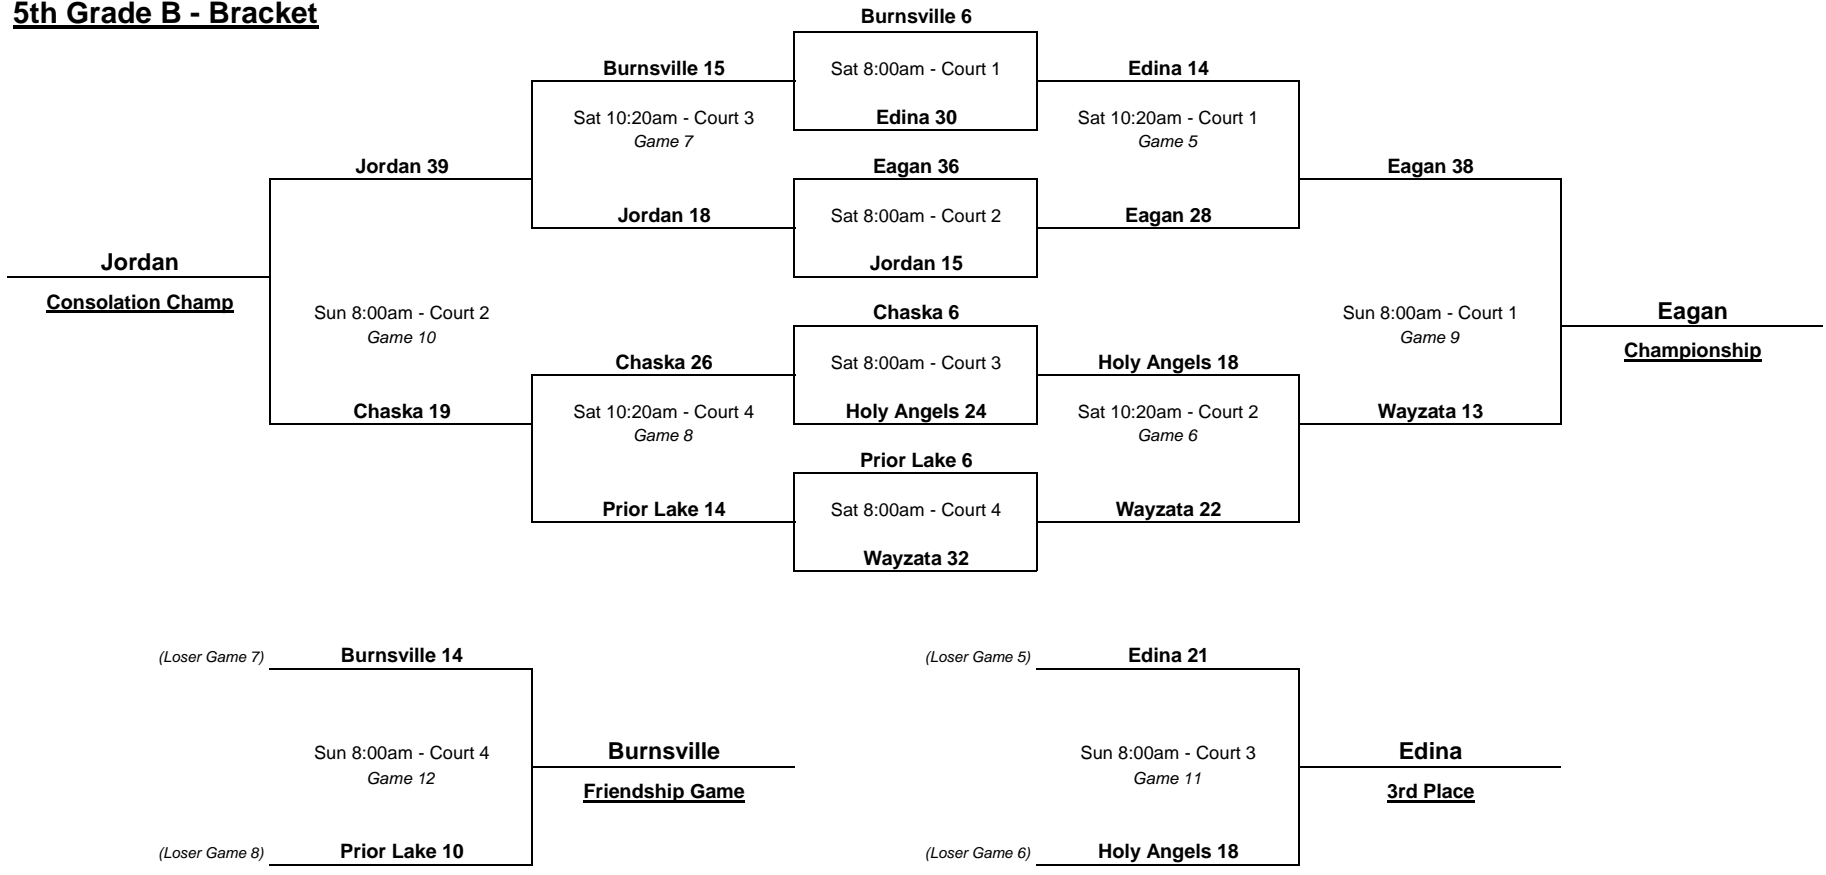 5th Grade B - Bracket
Burnsville 6
Burnsville 15
Sat 8:00am - Court 1
Edina 14
Sat 10:20am - Court 3
Edina 30
Sat 10:20am - Court 1
Game 7
Game 5
Jordan 39
Eagan 36
Eagan 38
Jordan 18
Sat 8:00am - Court 2
Eagan 28
Jordan
Jordan 15
Consolation Champ
Sun 8:00am - Court 2
Chaska 6
Sun 8:00am - Court 1
Eagan
Game 10
Game 9
Championship
Chaska 26
Sat 8:00am - Court 3
Holy Angels 18
Chaska 19
Sat 10:20am - Court 4
Holy Angels 24
Sat 10:20am - Court 2
Wayzata 13
Game 8
Game 6
Prior Lake 6
Prior Lake 14
Sat 8:00am - Court 4
Wayzata 22
Wayzata 32
(Loser Game 7)
Burnsville 14
(Loser Game 5)
Edina 21
Sun 8:00am - Court 4
Burnsville
Sun 8:00am - Court 3
Edina
Game 12
Friendship Game
Game 11
3rd Place
(Loser Game 8)
Prior Lake 10
(Loser Game 6)
Holy Angels 18